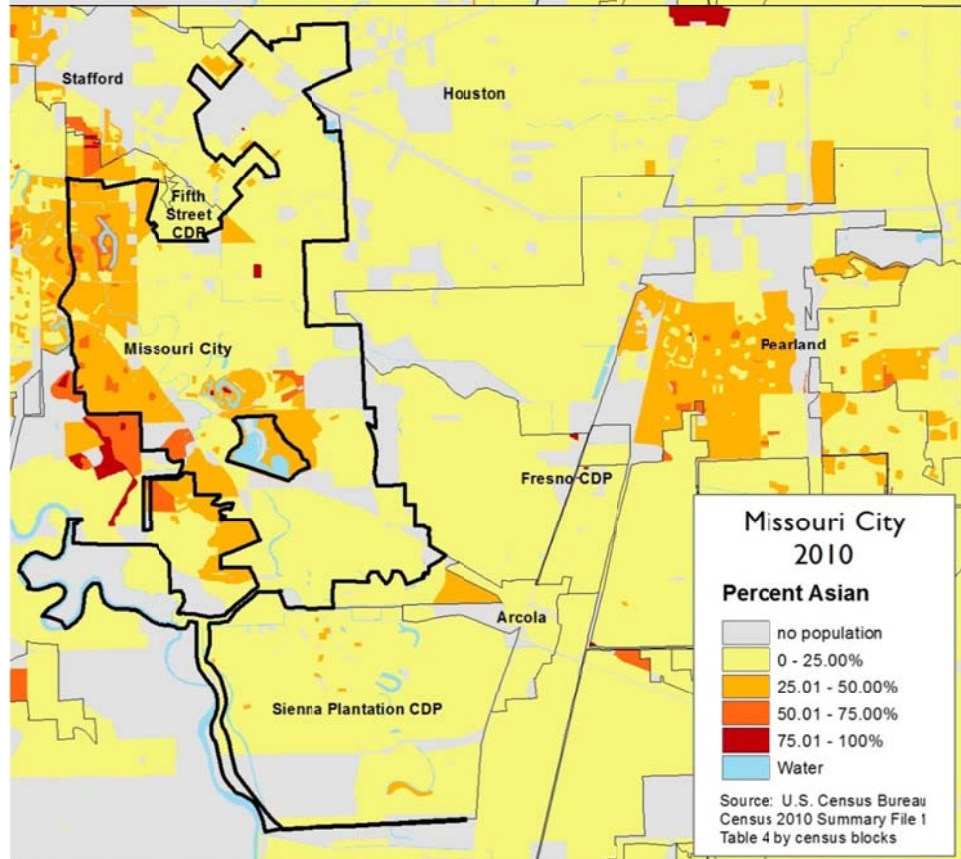 Stafford
Houston
Fifth
Street
CDP
Missouri City
Pearland
Fresno CDP
Arcola
Sienna Plantation CDP
Missouri City
2010
Percent Asian
no population
0 - 25.00%
25.01 - 50.00%
50.01 - 75.00%
75.01 - 100%
Water
Source: U.S. Census Bureau
Census 2010 Summary File 1
Table 4 by census blocks